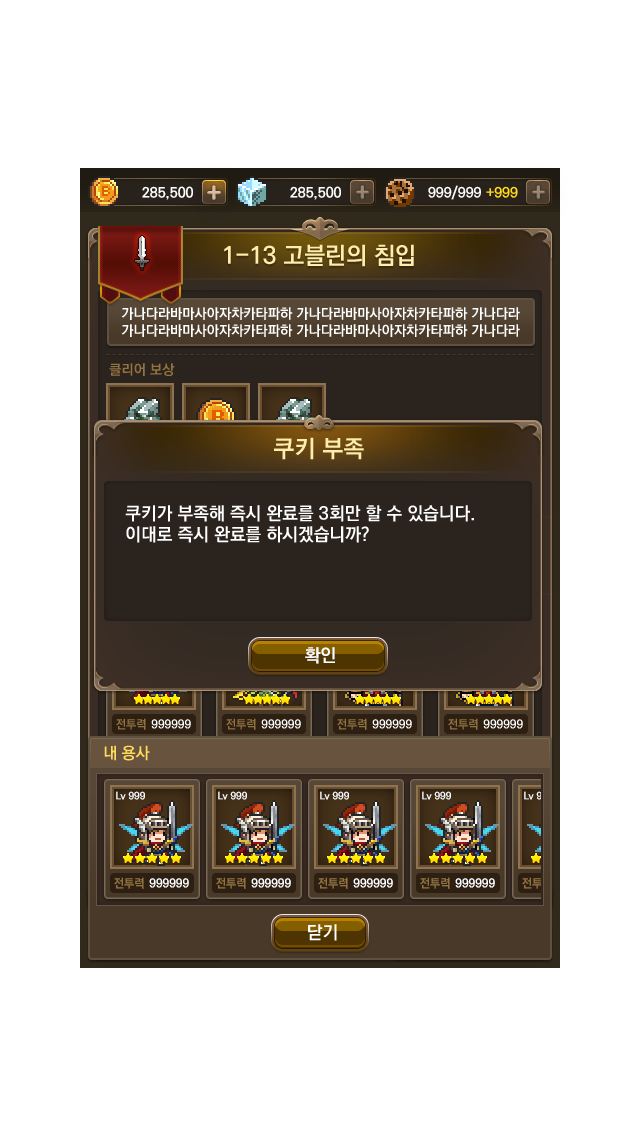 285,500
285,500
999/999 +999
1-13 고블린의 침입
가나다라바마사아자차카타파하 가나다라바마사아자차카타파하 가나다라
가나다라바마사아자차카타파하 가나다라바마사아자차카타파하 가나다라
클리어 보상
쿠키 부족
쿠키가 부족해 즉시 완료를 3회만 할 수 있습니다.
이대로 즉시 완료를 하시겠습니까?
확인
전투력 999999
전투력 999999
전투력 999999
전투력 999999
내 용사
Lv 999
Lv 999
Lv 999
Lv 999
Lv 9
전투력 999999
전투력 999999
전투력 999999
전투력 999999
전투
닫기